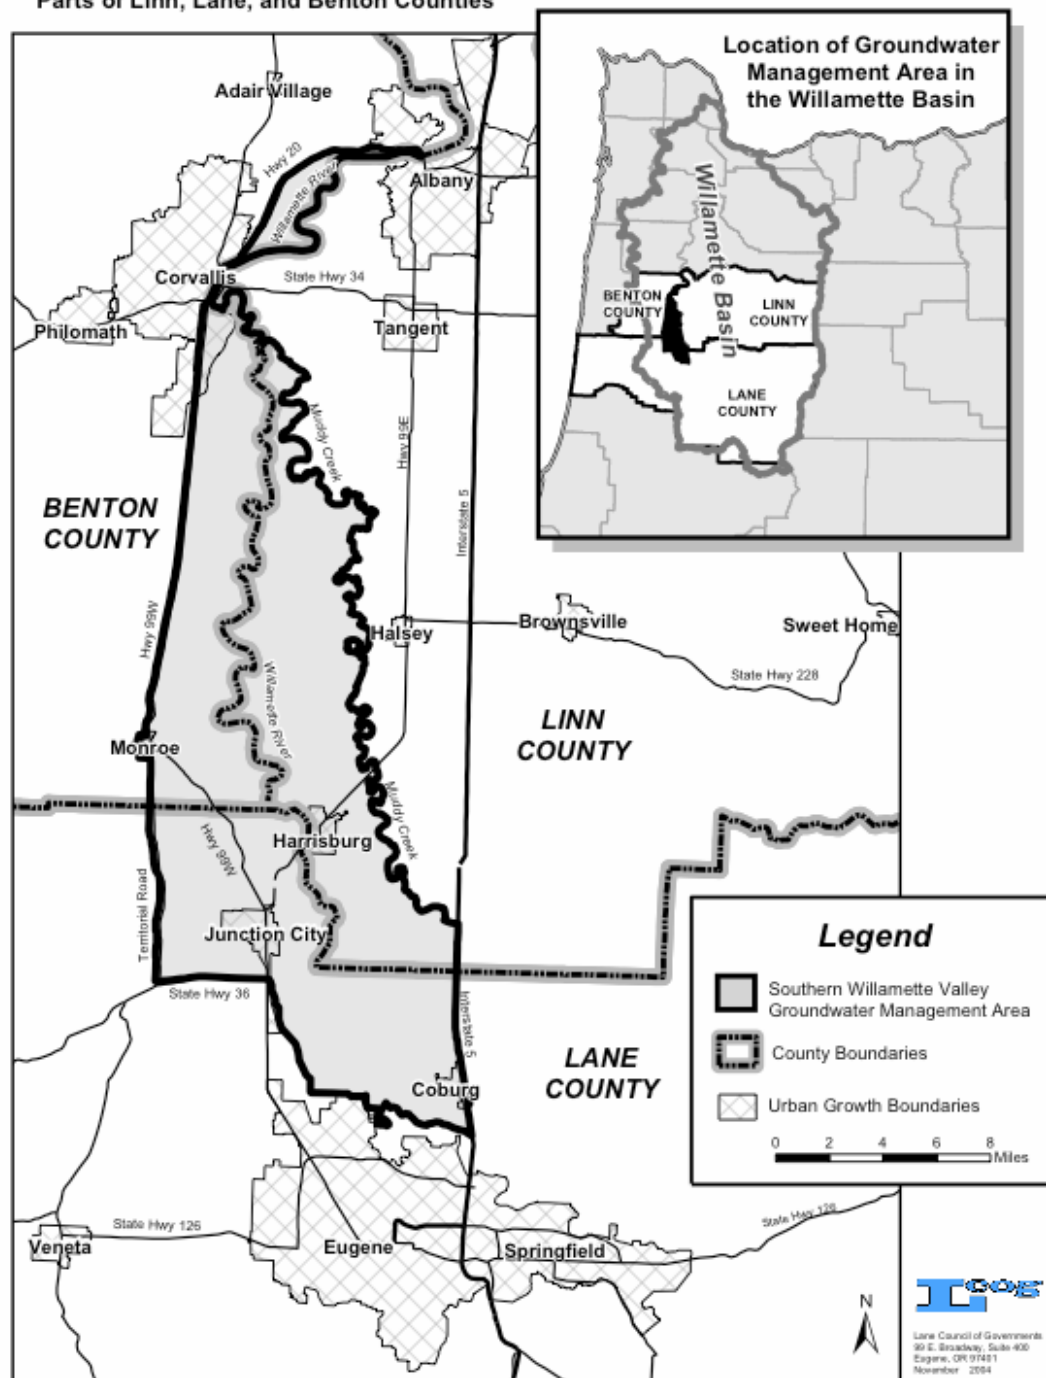 Parts of Linn, Lane, and Benton Counties
Location of Groundwater
Management Area in
the Willamette Basin
Willamette Basin
BENTON
COUNTY
LINN
COUNTY
LANE
COUNTY
Adair Village
Hwy 20
Willamette River
Albany
Corvallis
State Hwy 34
Philomath
Tangent
Muddy Creek
Hwy 99E
Interstate 5
BENTON
COUNTY
Hwy 99W
Halsey
Brownsville
Sweet Home
State Hwy 228
Willamette River
LINN
COUNTY
Monroe
Muddy Creek
Hwy 99W
Harrisburg
Territorial Road
Junction City
State Hwy 36
Interstate 5
LANE
COUNTY
Coburg
Legend
Southern Willamette Valley
Groundwater Management Area
County Boundaries
Urban Growth Boundaries
0 2 4 6 8
Miles
State Hwy 126
State Hwy 126
Veneta
Eugene
Springfield
N
Lcog
Lane Council of Governments
99 E. Broadway, Suite 400
Eugene, OR 97401
November 2004